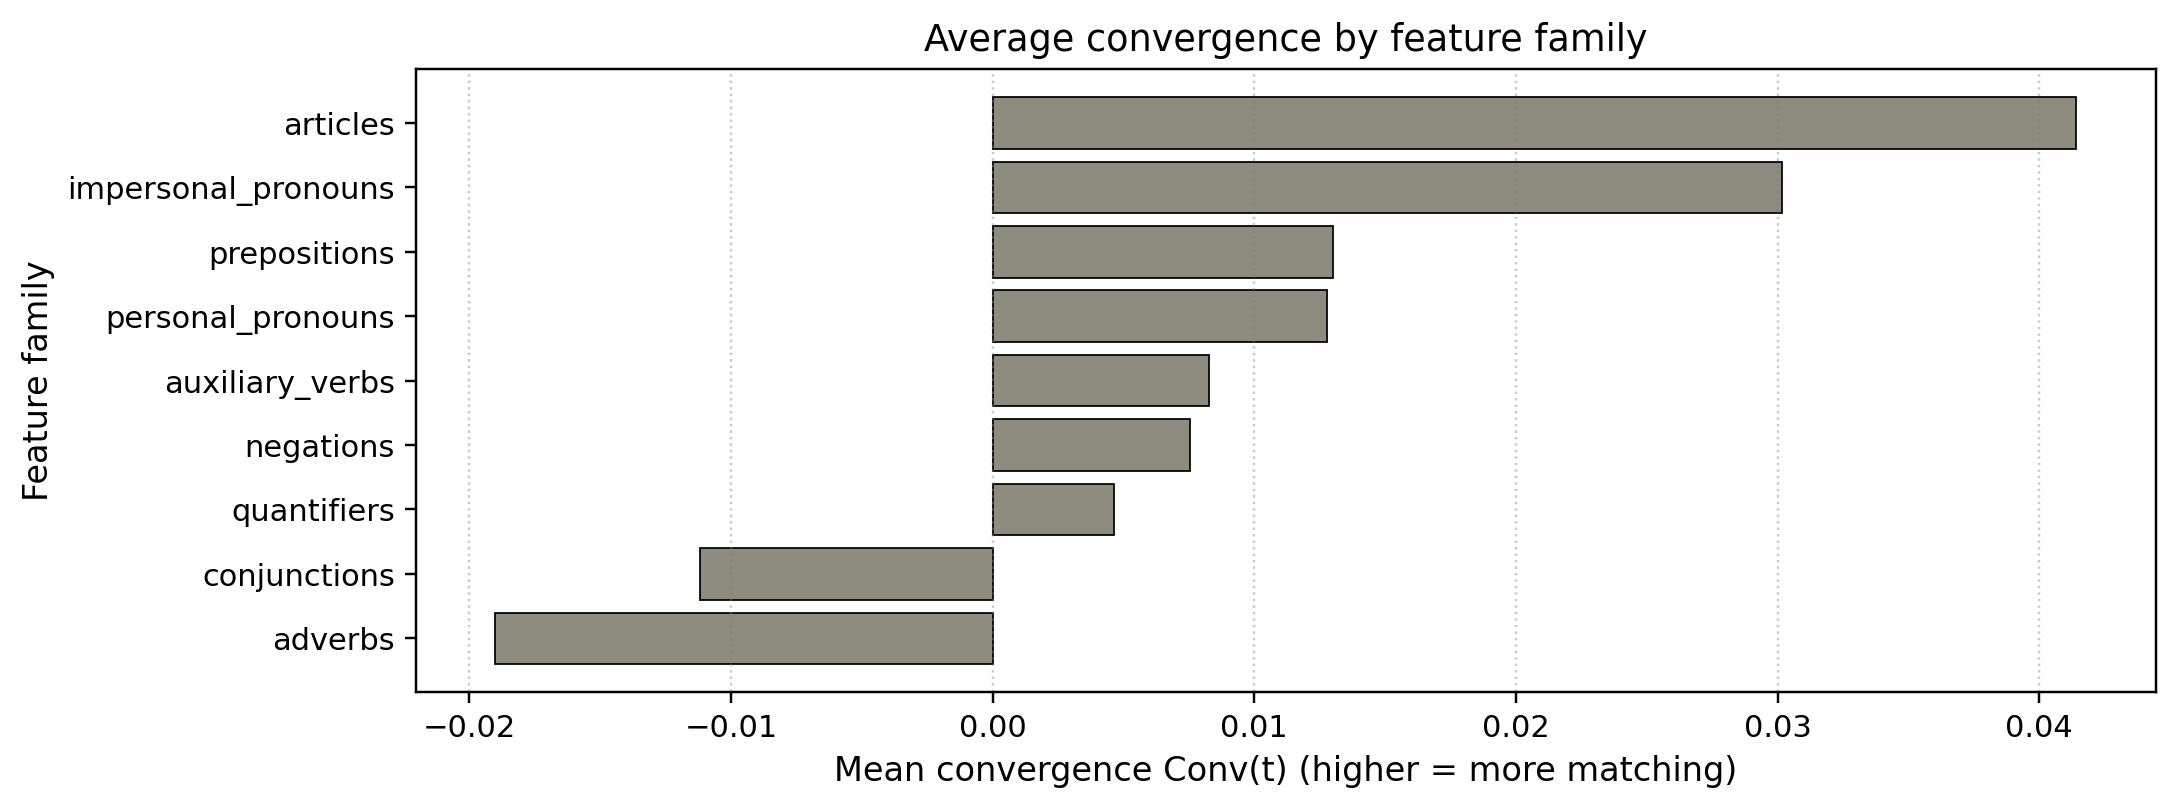 Average convergence by feature family
Feature family
articles
impersonal_pronouns
prepositions
personal_pronouns
auxiliary_verbs
negations
quantifiers
conjunctions
adverbs
−0.02 −0.01 0.00 0.01 0.02 0.03 0.04
Mean convergence Conv(t) (higher = more matching)